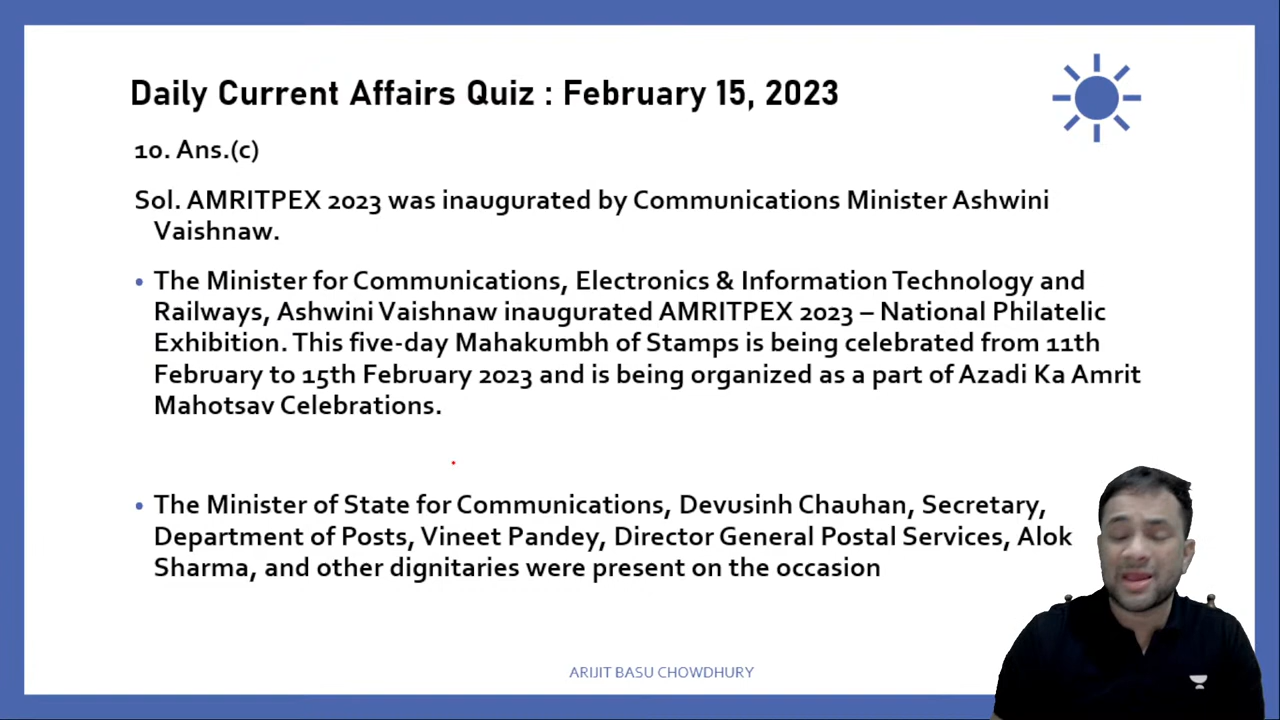 Daily Current Affairs Quiz : February 15, 2023
10. Ans.(c)
Sol. AMRITPEX 2023 was inaugurated by Communications Minister Ashwini
Vaishnaw.
• The Minister for Communications, Electronics & Information Technology and
Railways, Ashwini Vaishnaw inaugurated AMRITPEX 2023 – National Philatelic
Exhibition. This five-day Mahakumbh of Stamps is being celebrated from 11th
February to 15th February 2023 and is being organized as a part of Azadi Ka Amrit
Mahotsav Celebrations.
• The Minister of State for Communications, Devusinh Chauhan, Secretary,
Department of Posts, Vineet Pandey, Director General Postal Services, Alok
Sharma, and other dignitaries were present on the occasion
ARIJIT BASU CHOWDHURY